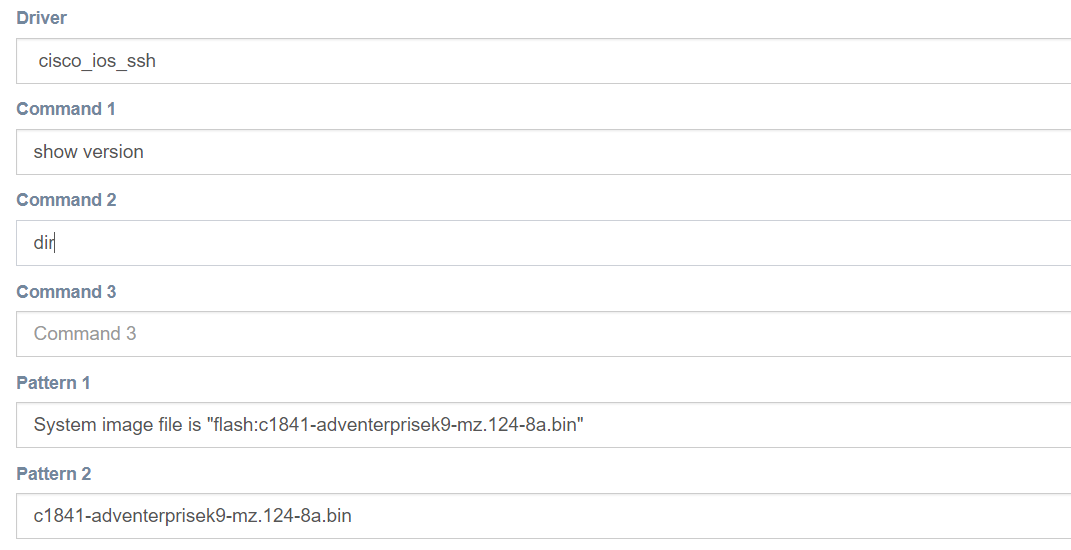 Driver
cisco_ios_ssh
Command 1
show version
Command 2
dir
Command 3
Command 3
Pattern 1
System image file is "flash:c1841-adventerprisek9-mz.124-8a.bin"
Pattern 2
c1841-adventerprisek9-mz.124-8a.bin